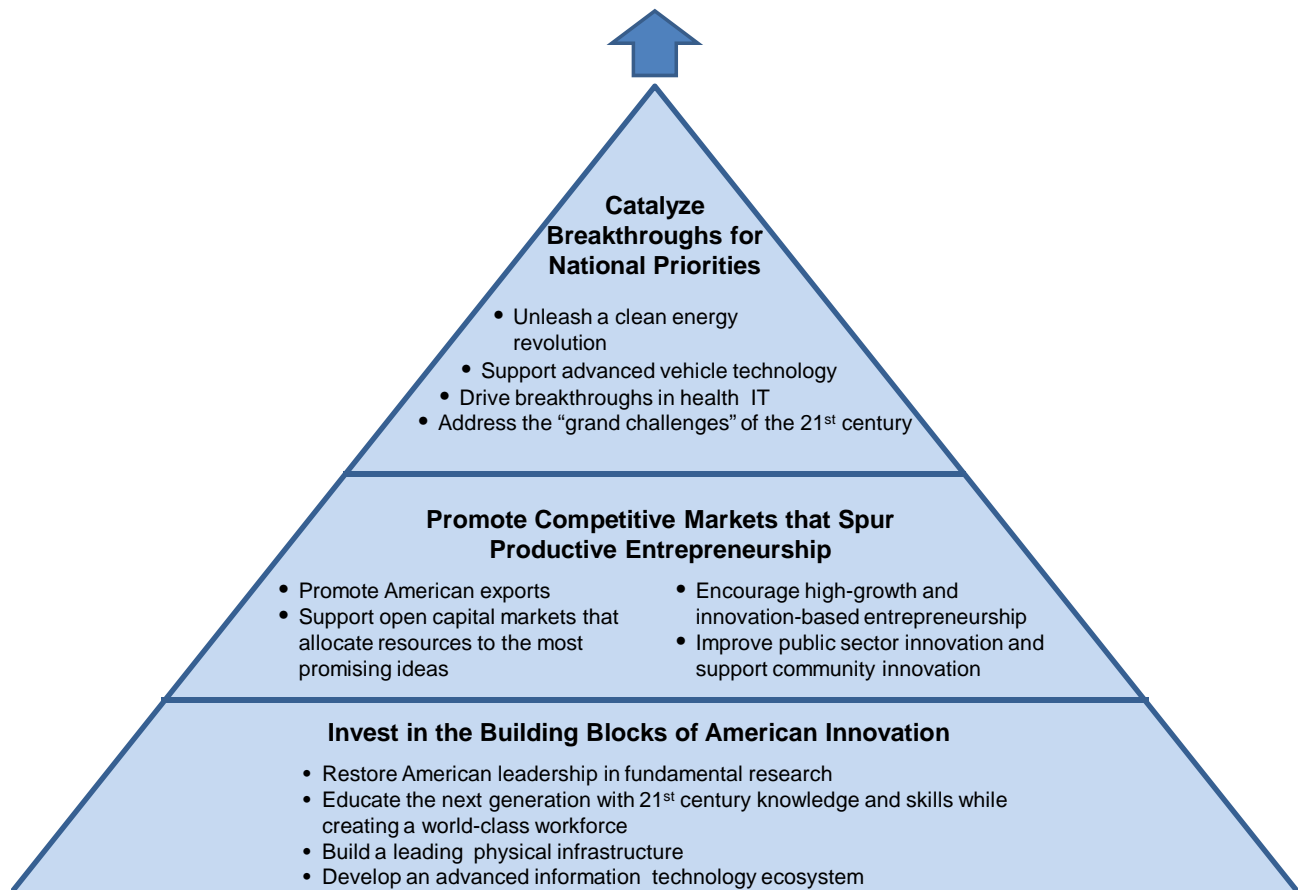 Catalyze
Breakthroughs for
National Priorities
• Unleash a clean energy
revolution
• Support advanced vehicle technology
• Drive breakthroughs in health IT
• Address the “grand challenges” of the 21st century
Promote Competitive Markets that Spur
Productive Entrepreneurship
• Promote American exports
• Support open capital markets that
allocate resources to the most
promising ideas
• Encourage high-growth and
innovation-based entrepreneurship
• Improve public sector innovation and
support community innovation
Invest in the Building Blocks of American Innovation
• Restore American leadership in fundamental research
• Educate the next generation with 21st century knowledge and skills while
creating a world-class workforce
• Build a leading physical infrastructure
• Develop an advanced information technology ecosystem